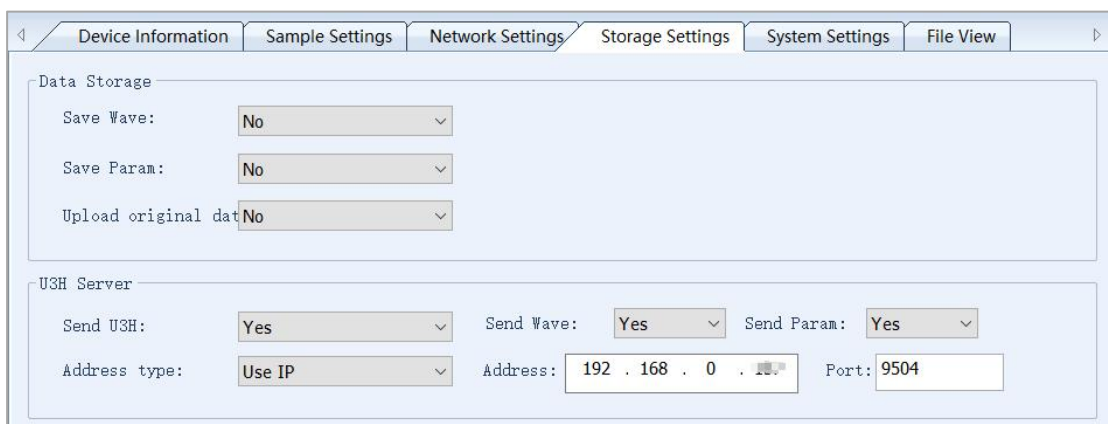 Device Information Sample Settings Network Settings Storage Settings System Settings File View
Data Storage
Save Wave: No
Save Param: No
Upload original dat No
U3H Server
Send U3H: Yes Send Wave: Yes Send Param: Yes
Address type: Use IP Address: 192 . 168 . 0 . Port: 9504